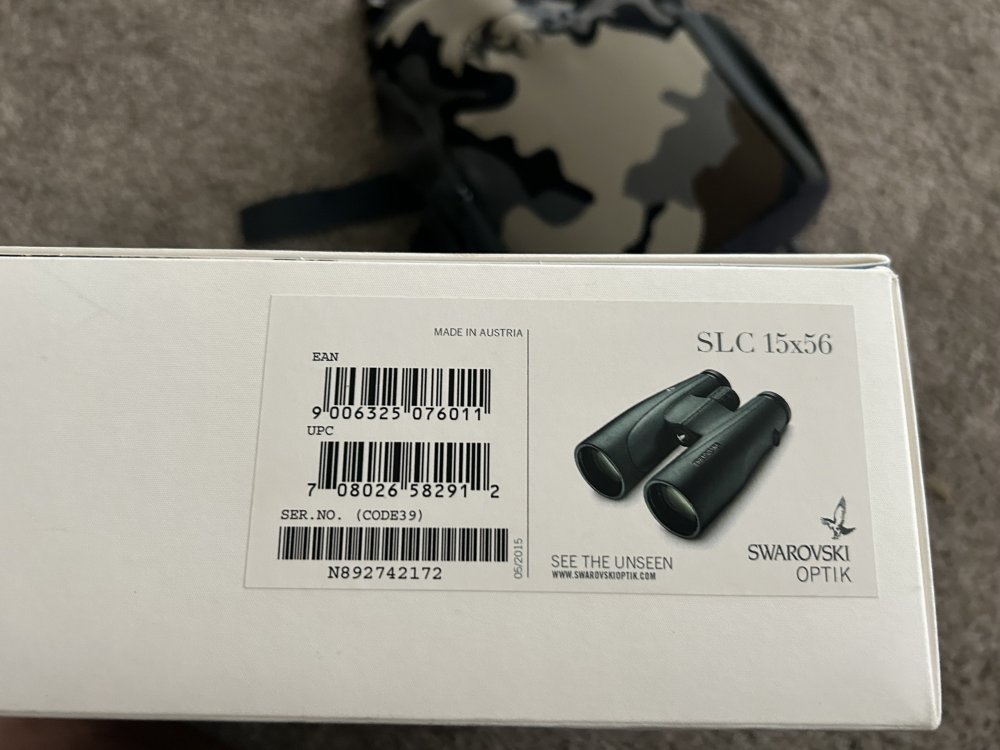 MADE IN AUSTRIA
EAN
9 006325 076011
UPC
7 08026 58291 2
SER.NO. (CODE39)
N892742172
05/2015
SLC 15x56
SWAROVSKI
SEE THE UNSEEN
WWW.SWAROVSKIOPTIK.COM
SWAROVSKI
OPTIK